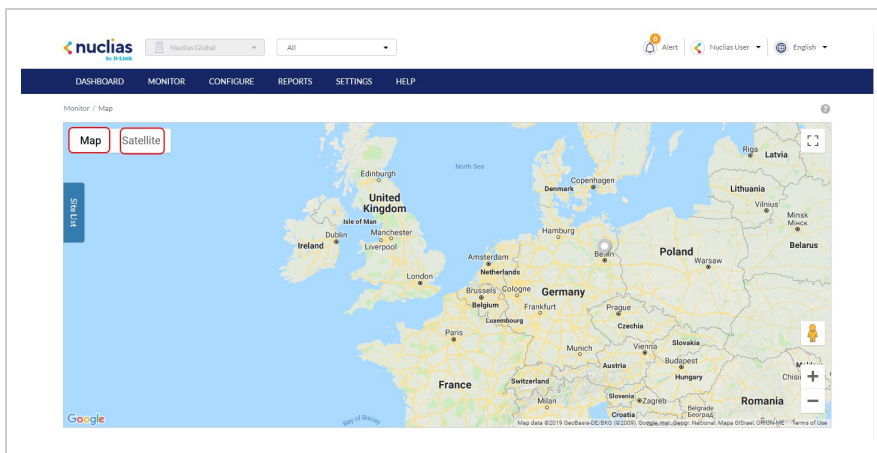 nuclias
by D-Link
Nuclias Global
All
0
Alert
Nuclias User
English
DASHBOARD MONITOR CONFIGURE REPORTS SETTINGS HELP
Monitor / Map
?
Map Satellite
Site List
Riga
Latvia
Edinburgh
North Sea
Copenhagen
Denmark
Lithuania
United
Kingdom
Vilnius
Isle of Man
Minsk
Мінск
Dublin
Manchester
Hamburg
Ireland
Liverpool
Belarus
Amsterdam
Berlin
Poland
Warsaw
Netherlands
London
Brussels
Cologne
Germany
Belgium
Frankfurt
Prague
Luxembourg
Czechia
Paris
Slovakia
Munich
Vienna
Budapest
Austria
Hungary
France
Switzerland
Slovenia
Milan
Zagreb
Romania
Croatia
Belgrade
Београд
Google
Bay of Biscay
Map data ©2019 GeoBasis-DE/BKG (©2009), Google, Inst. Geogr. Nacional, Mapa GISrael, ORION-ME
Terms of Use